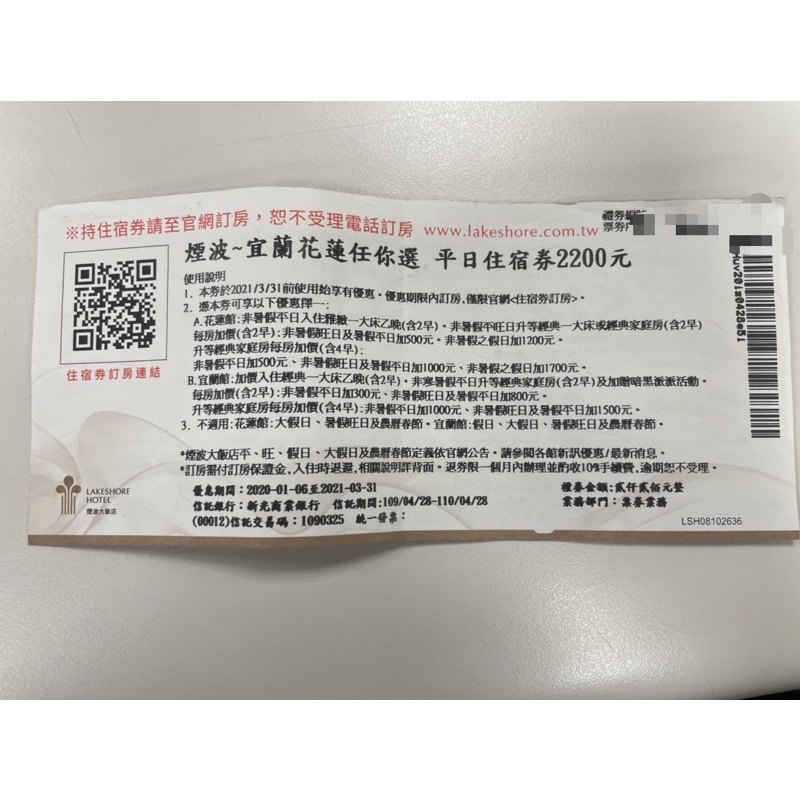 ※持住宿券請至官網訂房，恕不受理電話訂房 www.lakeshore.com.tw
禮券編
票券
煙波~宜蘭花蓮任你選 平日住宿券2200元
使用說明
1. 本券於2021/3/31前使用始享有優惠。優惠期限內訂房,僅限官網<住宿券訂房>。
2. 憑本券可享以下優惠擇一:
A.花蓮館:非暑假平日入住雅緻一大床乙晚(含2早)。非暑假平旺日升等經典一大床或經典家庭房(含2早)
每房加價(含2早):非暑假旺日及暑假平日加500元。非暑假之假日加1200元。
升等經典家庭房每房加價(含4早):
非暑假平日加500元、非暑假旺日及暑假平日加1000元、非暑假之假日加1700元。
B.宜蘭館:加價入住經典一大床乙晚(含2早)。非寒暑假平日升等經典家庭房(含2早)及加贈暗黑派派活動。
每房加價(含2早):非暑假平日加300元、非暑假旺日及暑假平日加800元。
升等經典家庭房每房加價(含4早):非暑假平日加1000元、非暑假旺日及暑假平日加1500元。
3. 不適用:花蓮館:大假日、暑假旺日及農曆春節。宜蘭館:假日、大假日、暑假旺日及農曆春節。
*煙波大飯店平、旺、假日、大假日及農曆春節定義依官網公告。請參閱各館新訊優惠/最新消息。
*訂房需付訂房保證金,入住時退還,相關說明詳背面。退券限一個月內辦理並酌收10%手續費,逾期恕不受理。
住宿券訂房連結
LAKESHORE
HOTEL
煙波大飯店
優惠期間：2020-01-06至2021-03-31
禮券金額:貳仟貳佰元整
信託銀行：新光商業銀行 信託期間:109/04/28-110/04/28
業務部門：票券業務
(00012)信託交易碼：1090325 統一發票：
LSH08102636